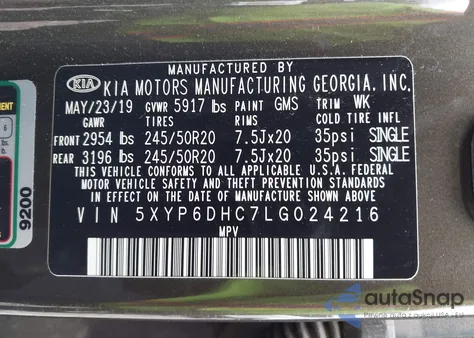 MANUFACTURED BY
KIA KIA MOTORS MANUFACTURING GEORGIA, INC.
MAY/23/19 GVWR 5917 lbs PAINT GMS TRIM WK
GAWR TIRES RIMS COLD TIRE INFL
FRONT 2954 lbs 245/50R20 7.5Jx20 35psi SINGLE
REAR 3196 lbs 245/50R20 7.5Jx20 35psi SINGLE
THIS VEHICLE CONFORMS TO ALL APPLICABLE U.S.A. FEDERAL
MOTOR VEHICLE SAFETY AND THEFT PREVENTION STANDARDS IN
EFFECT ON THE DATE OF MANUFACTURE SHOWN ABOVE.
VIN 5XYP6DHC7LG024216
MPV
9200
6
5
autoSnap